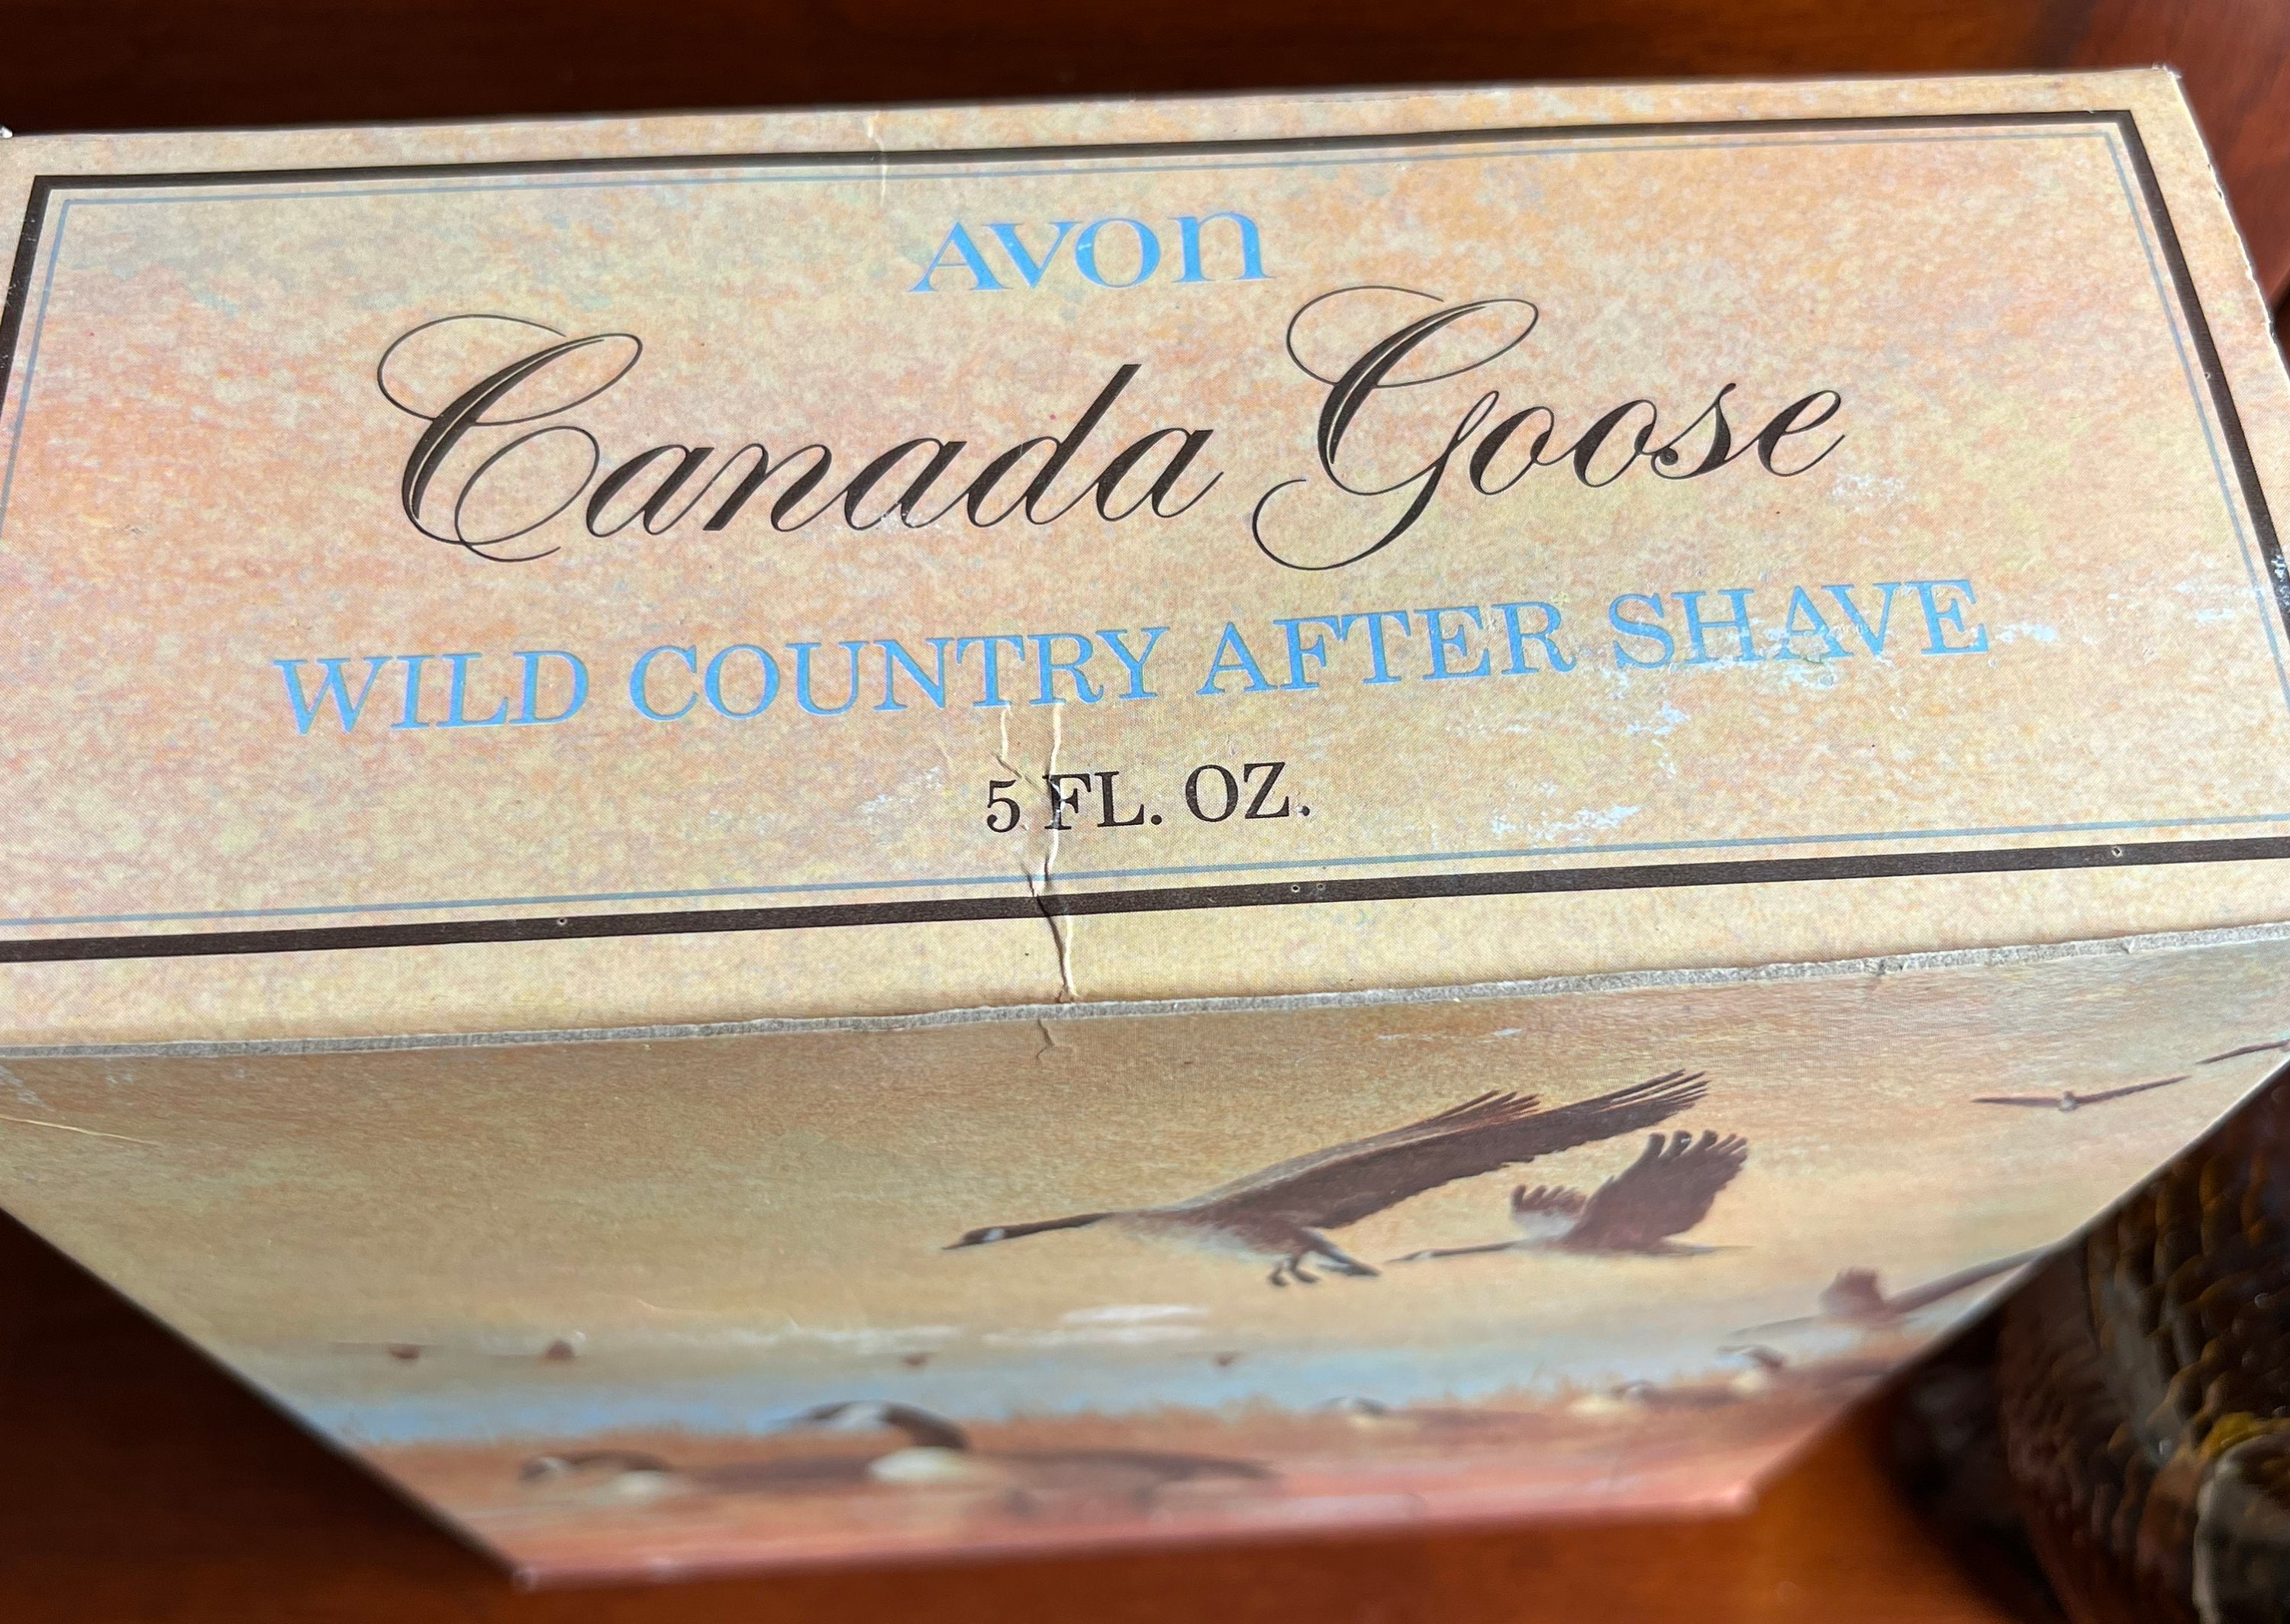 AVON
Canada Goose
WILD COUNTRY AFTER SHAVE
5 FL. OZ.